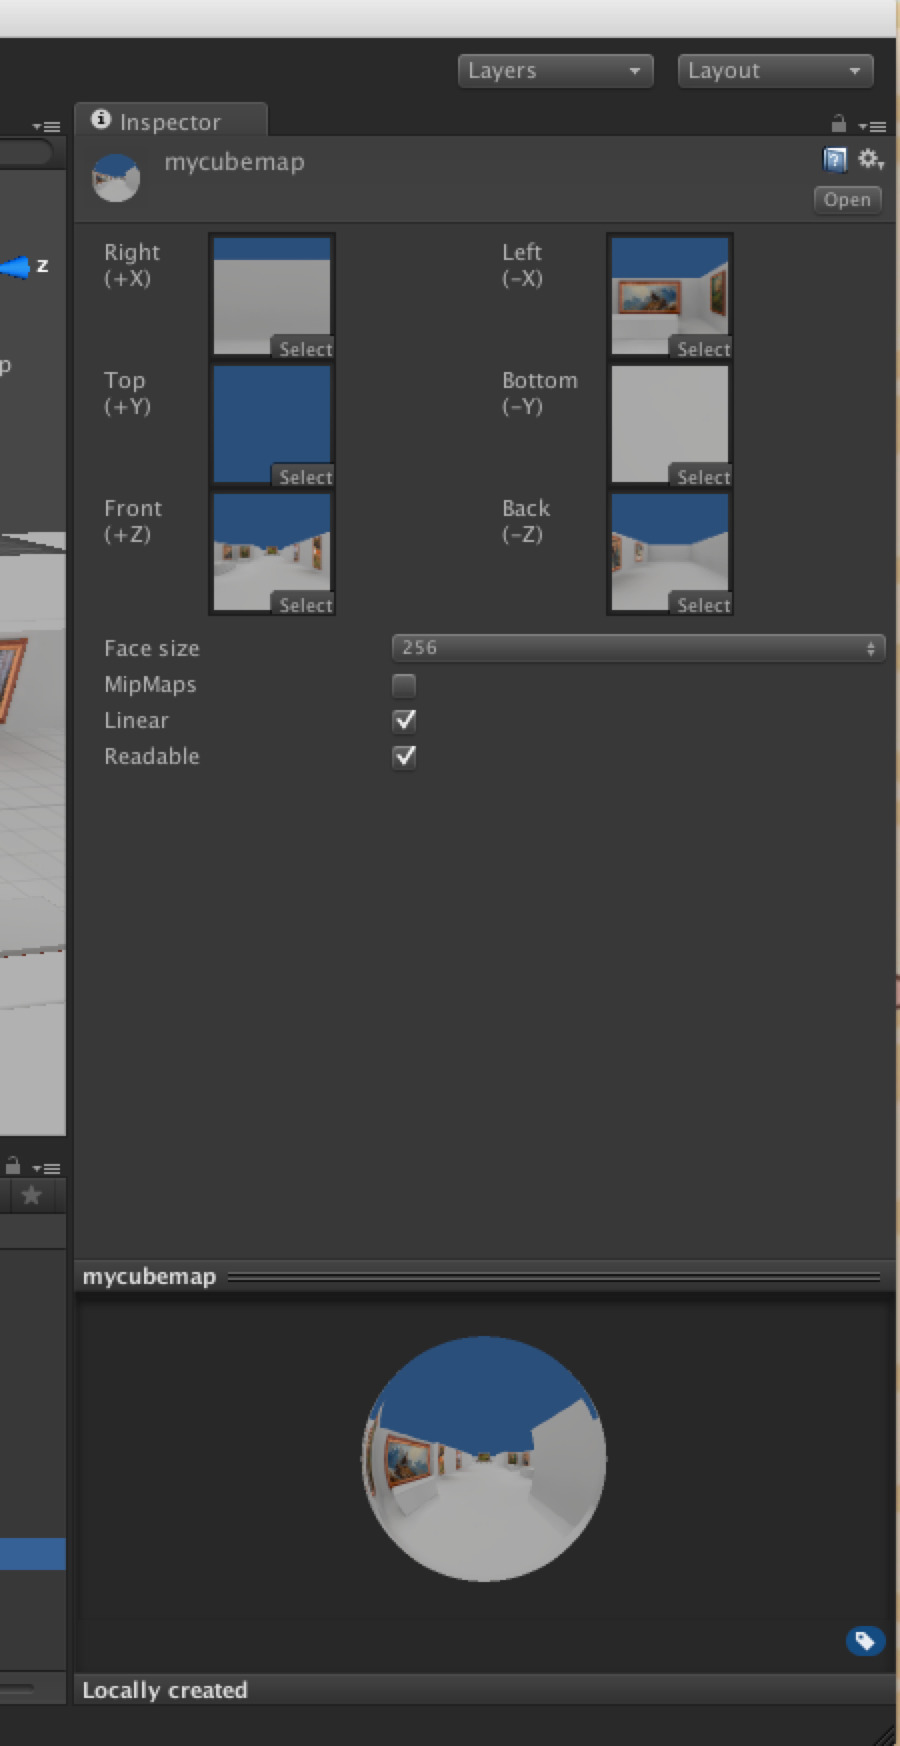 Layers
Layout
Inspector
mycubemap
Open
z
p
Right
(+X)
Select
Left
(−X)
Select
Top
(+Y)
Select
Bottom
(−Y)
Select
Front
(+Z)
Select
Back
(−Z)
Select
Face size
256
MipMaps
Linear
Readable
mycubemap
Locally created